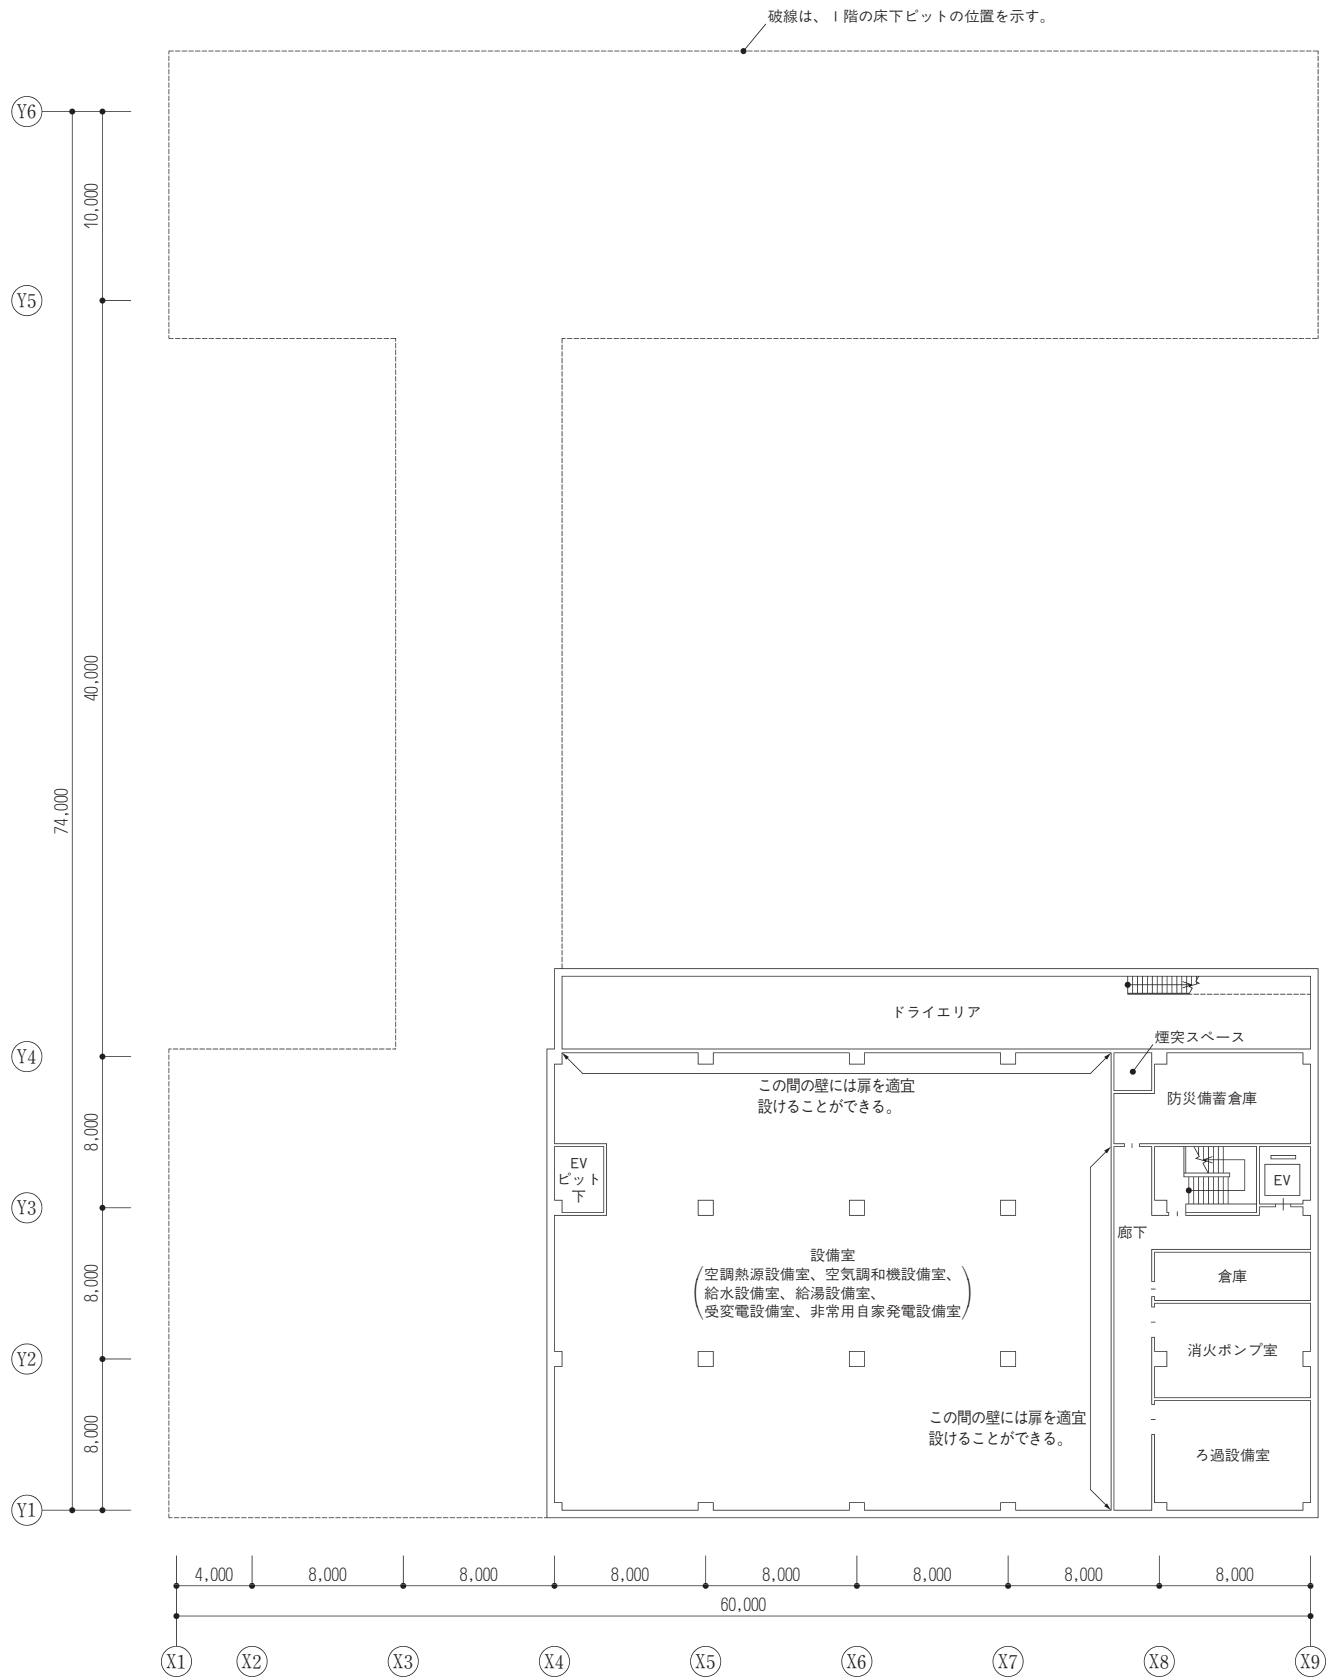 破線は、1階の床下ピットの位置を示す。
Y6
10,000
Y5
40,000
74,000
ドライエリア
煙突スペース
Y4
この間の壁には扉を適宜
設けることができる。
防災備蓄倉庫
8,000
EV
ピット
下
EV
Y3
廊下
設備室
(空調熱源設備室、空気調和機設備室、
給水設備室、給湯設備室、
受変電設備室、非常用自家発電設備室)
倉庫
8,000
Y2
消火ポンプ室
この間の壁には扉を適宜
設けることができる。
8,000
ろ過設備室
Y1
4,000 8,000 8,000 8,000 8,000 8,000 8,000 8,000
60,000
X1 X2 X3 X4 X5 X6 X7 X8 X9